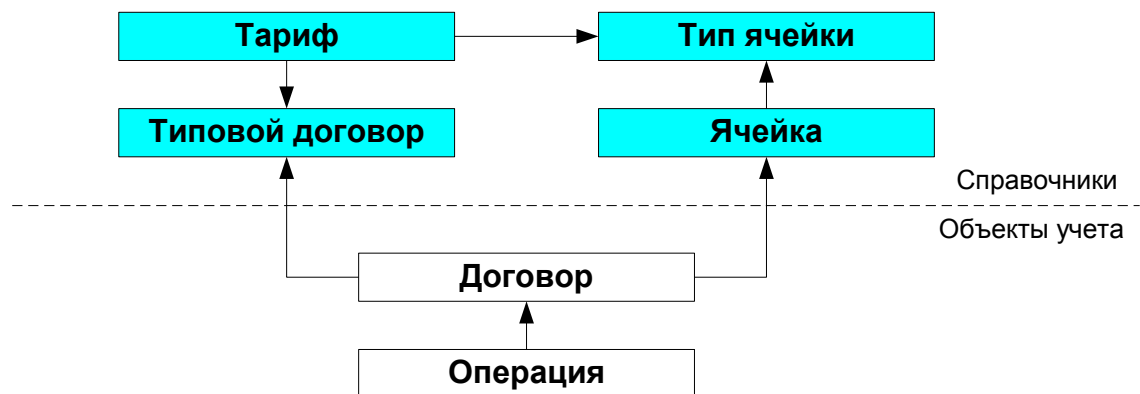 Тариф
Тип ячейки
Типовой договор
Ячейка
Справочники
Объекты учета
Договор
Операция